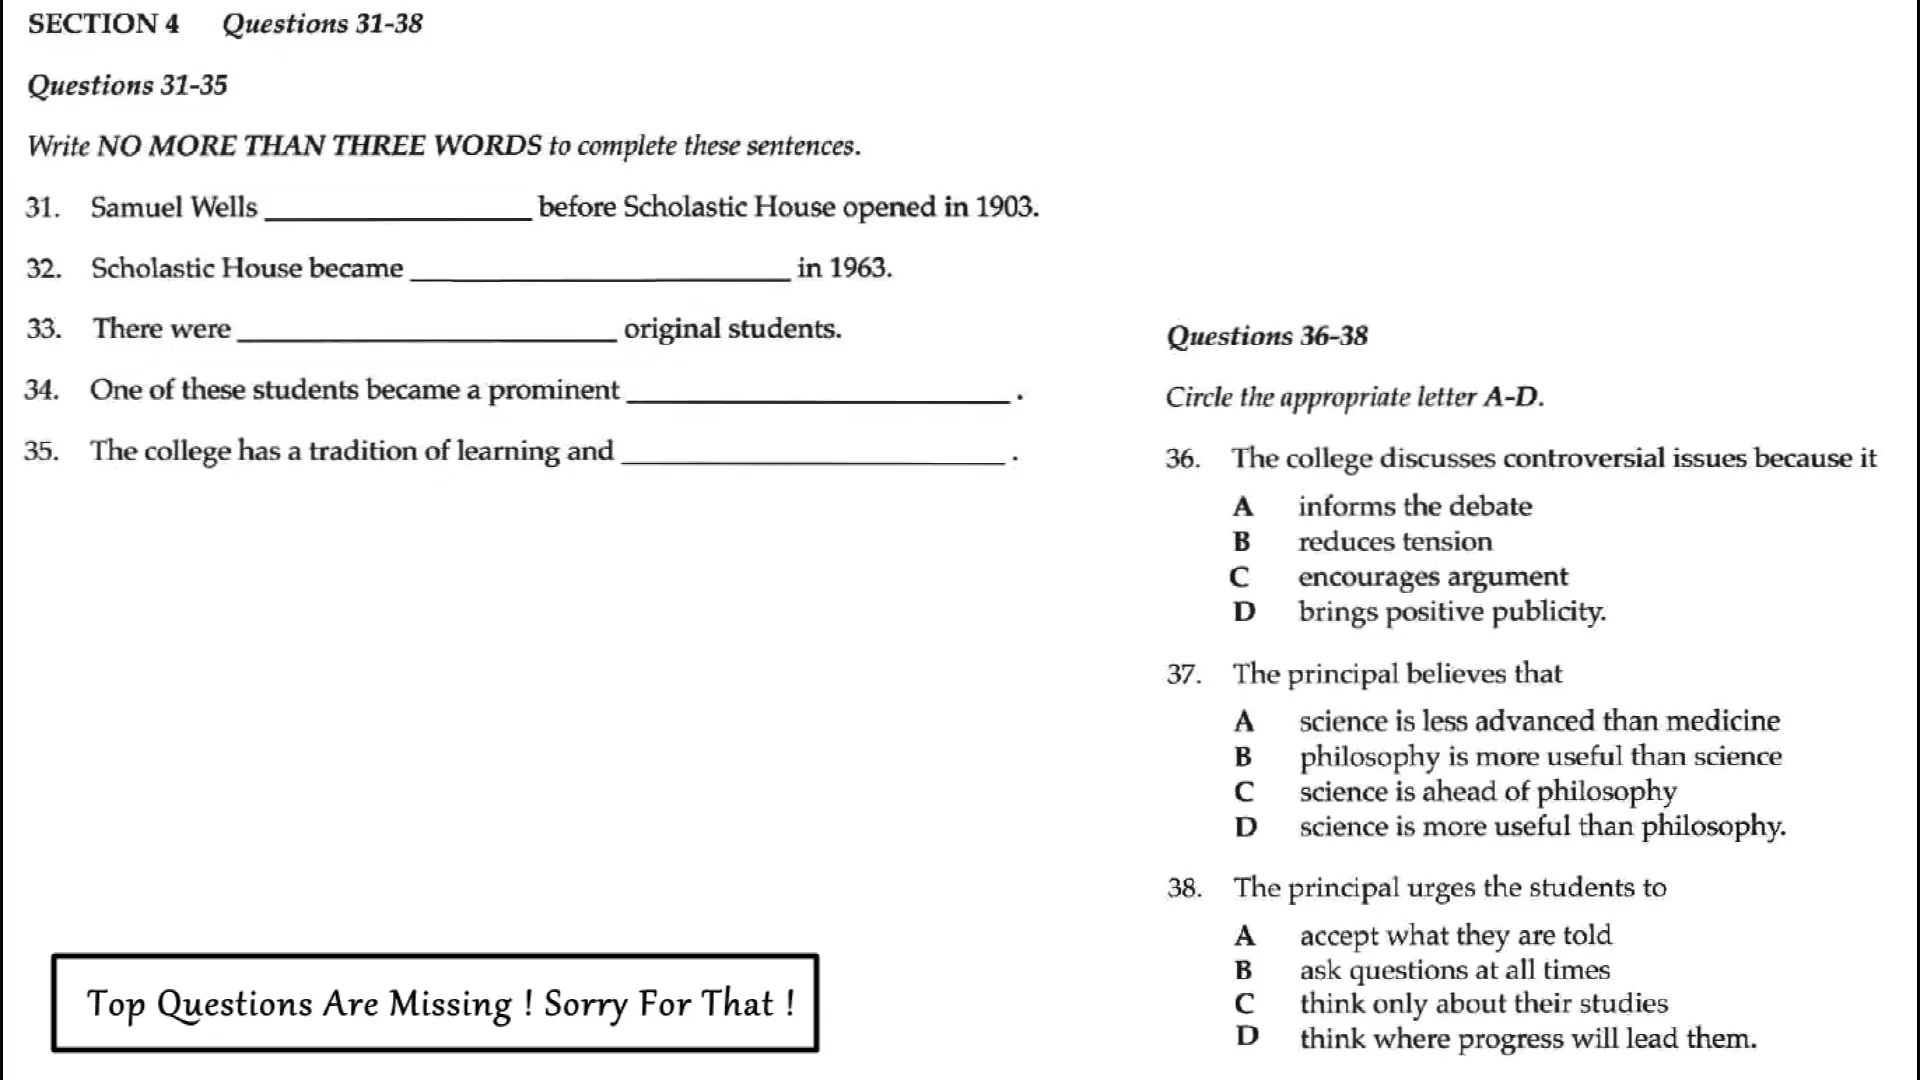 SECTION 4 Questions 31-38
Questions 31-35
Write NO MORE THAN THREE WORDS to complete these sentences.
31. Samuel Wells ____________ before Scholastic House opened in 1903.
32. Scholastic House became ____________ in 1963.
33. There were ____________ original students.
34. One of these students became a prominent ____________ .
35. The college has a tradition of learning and ____________ .
Top Questions Are Missing ! Sorry For That !
Questions 36-38
Circle the appropriate letter A-D.
36. The college discusses controversial issues because it
A informs the debate
B reduces tension
C encourages argument
D brings positive publicity.
37. The principal believes that
A science is less advanced than medicine
B philosophy is more useful than science
C science is ahead of philosophy
D science is more useful than philosophy.
38. The principal urges the students to
A accept what they are told
B ask questions at all times
C think only about their studies
D think where progress will lead them.